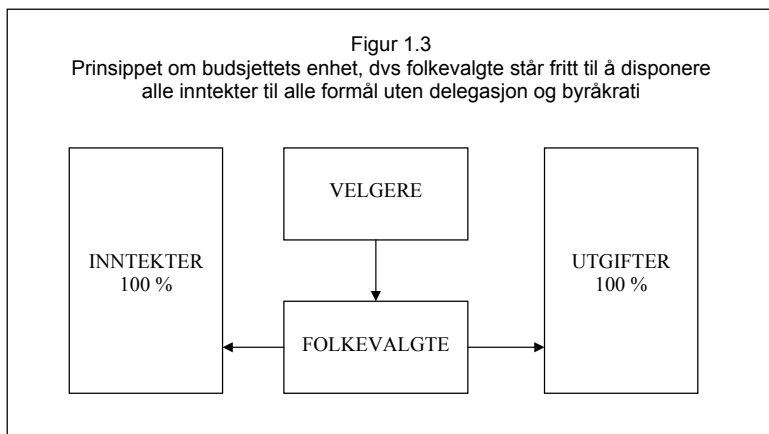 Figur 1.3
Prinsippet om budsjettets enhet, dvs folkevalgte står fritt til å disponere
alle inntekter til alle formål uten delegasjon og byråkrati
INNTEKTER
100 %
VELGERE
FOLKEVALGTE
UTGIFTER
100 %